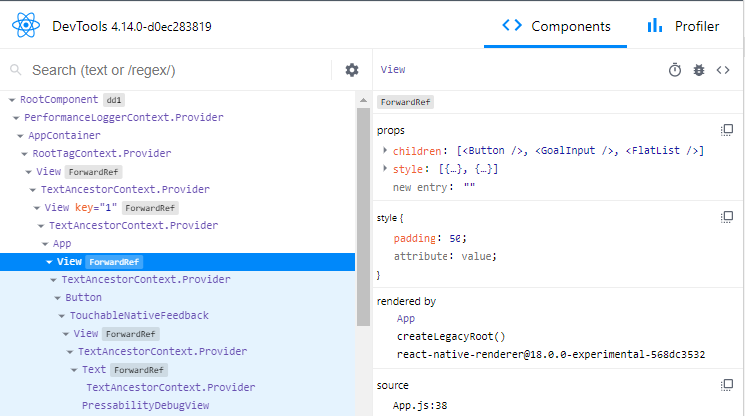 DevTools 4.14.0-d0ec283819
Components
Profiler
Search (text or /regex/)
RootComponent dd1
PerformanceLoggerContext.Provider
AppContainer
RootTagContext.Provider
View ForwardRef
TextAncestorContext.Provider
View key="1" ForwardRef
TextAncestorContext.Provider
App
View ForwardRef
TextAncestorContext.Provider
Button
TouchableNativeFeedback
View ForwardRef
TextAncestorContext.Provider
Text ForwardRef
TextAncestorContext.Provider
PressabilityDebugView
View
ForwardRef
props
children: [<Button />, <GoalInput />, <FlatList />]
style: [{…}, {…}]
new entry: ""
style {
padding: 50;
attribute: value;
}
rendered by
App
createLegacyRoot()
react-native-renderer@18.0.0-experimental-568dc3532
source
App.js:38